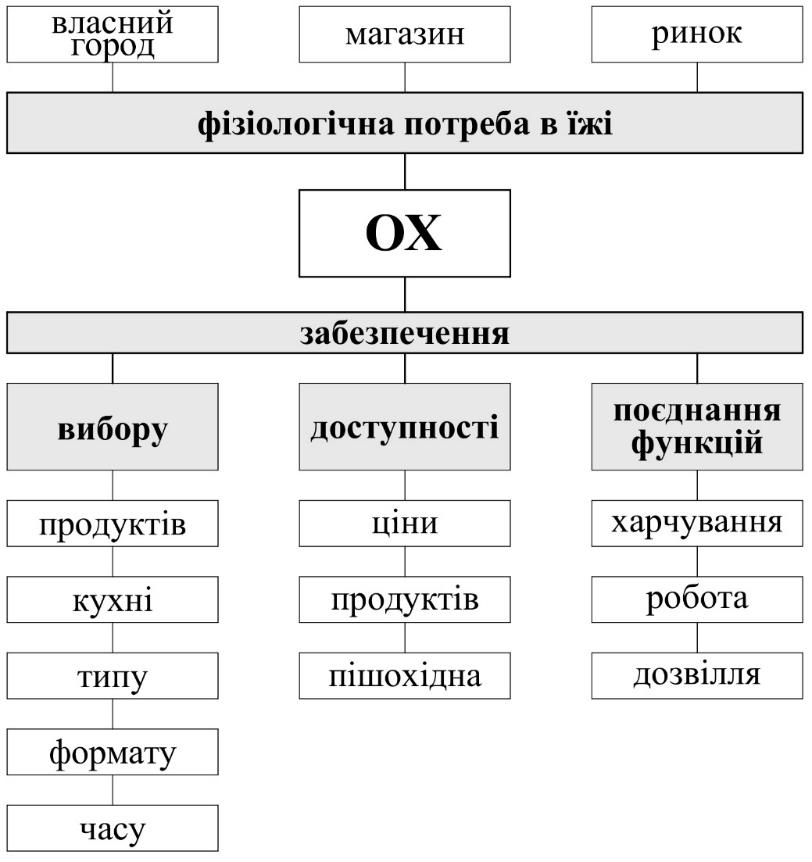 власний
город
магазин
ринок
фізіологічна потреба в їжі
ОХ
забезпечення
вибору
доступності
поєднання
функцій
продуктів
ціни
харчування
кухні
продуктів
робота
типу
пішохідна
дозвілля
формату
часу